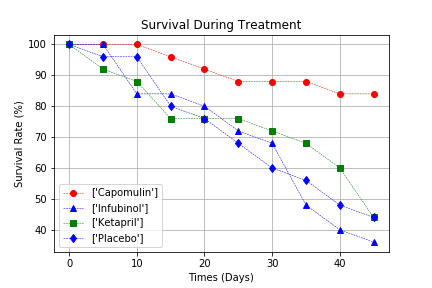 Survival During Treatment
Survival Rate (%)
100
90
80
70
60
50
40
['Capomulin']
['Infubinol']
['Ketapril']
['Placebo']
0
10
20
30
40
Times (Days)